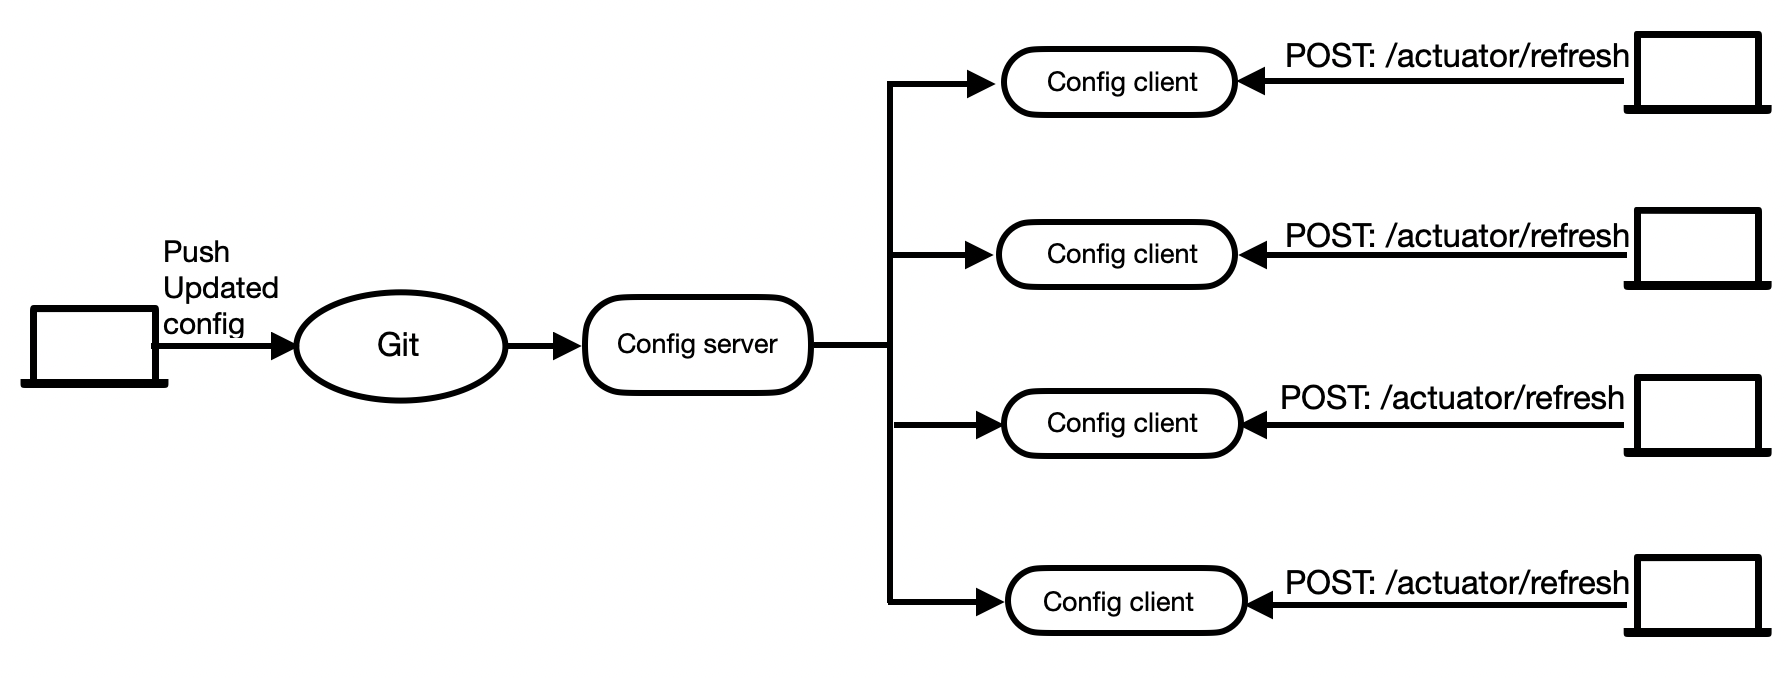 Push
Updated
config
Git
Config server
Config client
POST: /actuator/refresh
Config client
POST: /actuator/refresh
Config client
POST: /actuator/refresh
Config client
POST: /actuator/refresh